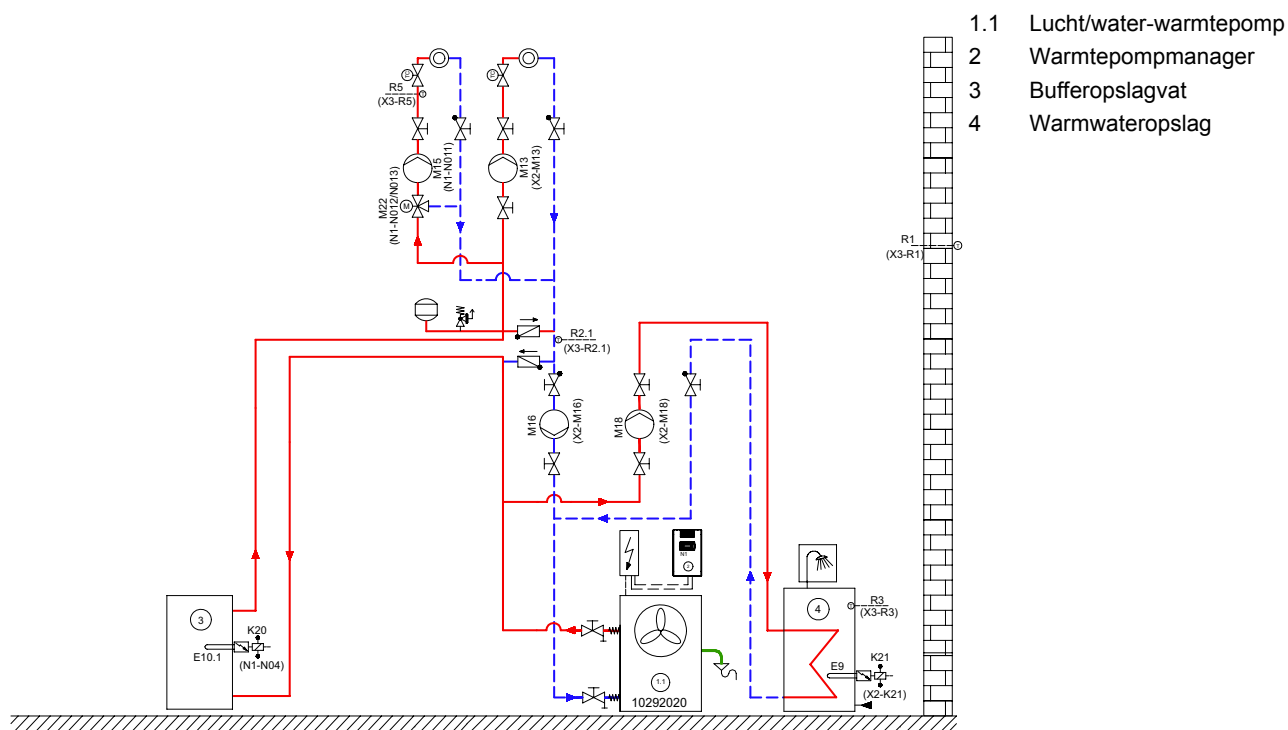 1.1 Lucht/water-warmtepomp
2 Warmtepompmanager
3 Bufferopslagvat
4 Warmwateropslag
R5
(X3-R5)
T
M15
(N1-N011)
M13
(X2-M13)
M22
(N1-N012/N013)
M
R1
(X3-R1)
T
R2.1
(X3-R2.1)
T
M16
(X2-M16)
M18
(X2-M18)
N1
2
3
K20
E10.1
(N1-N04)
1.1
10292020
4
R3
(X3-R3)
T
E9
K21
(X2-K21)